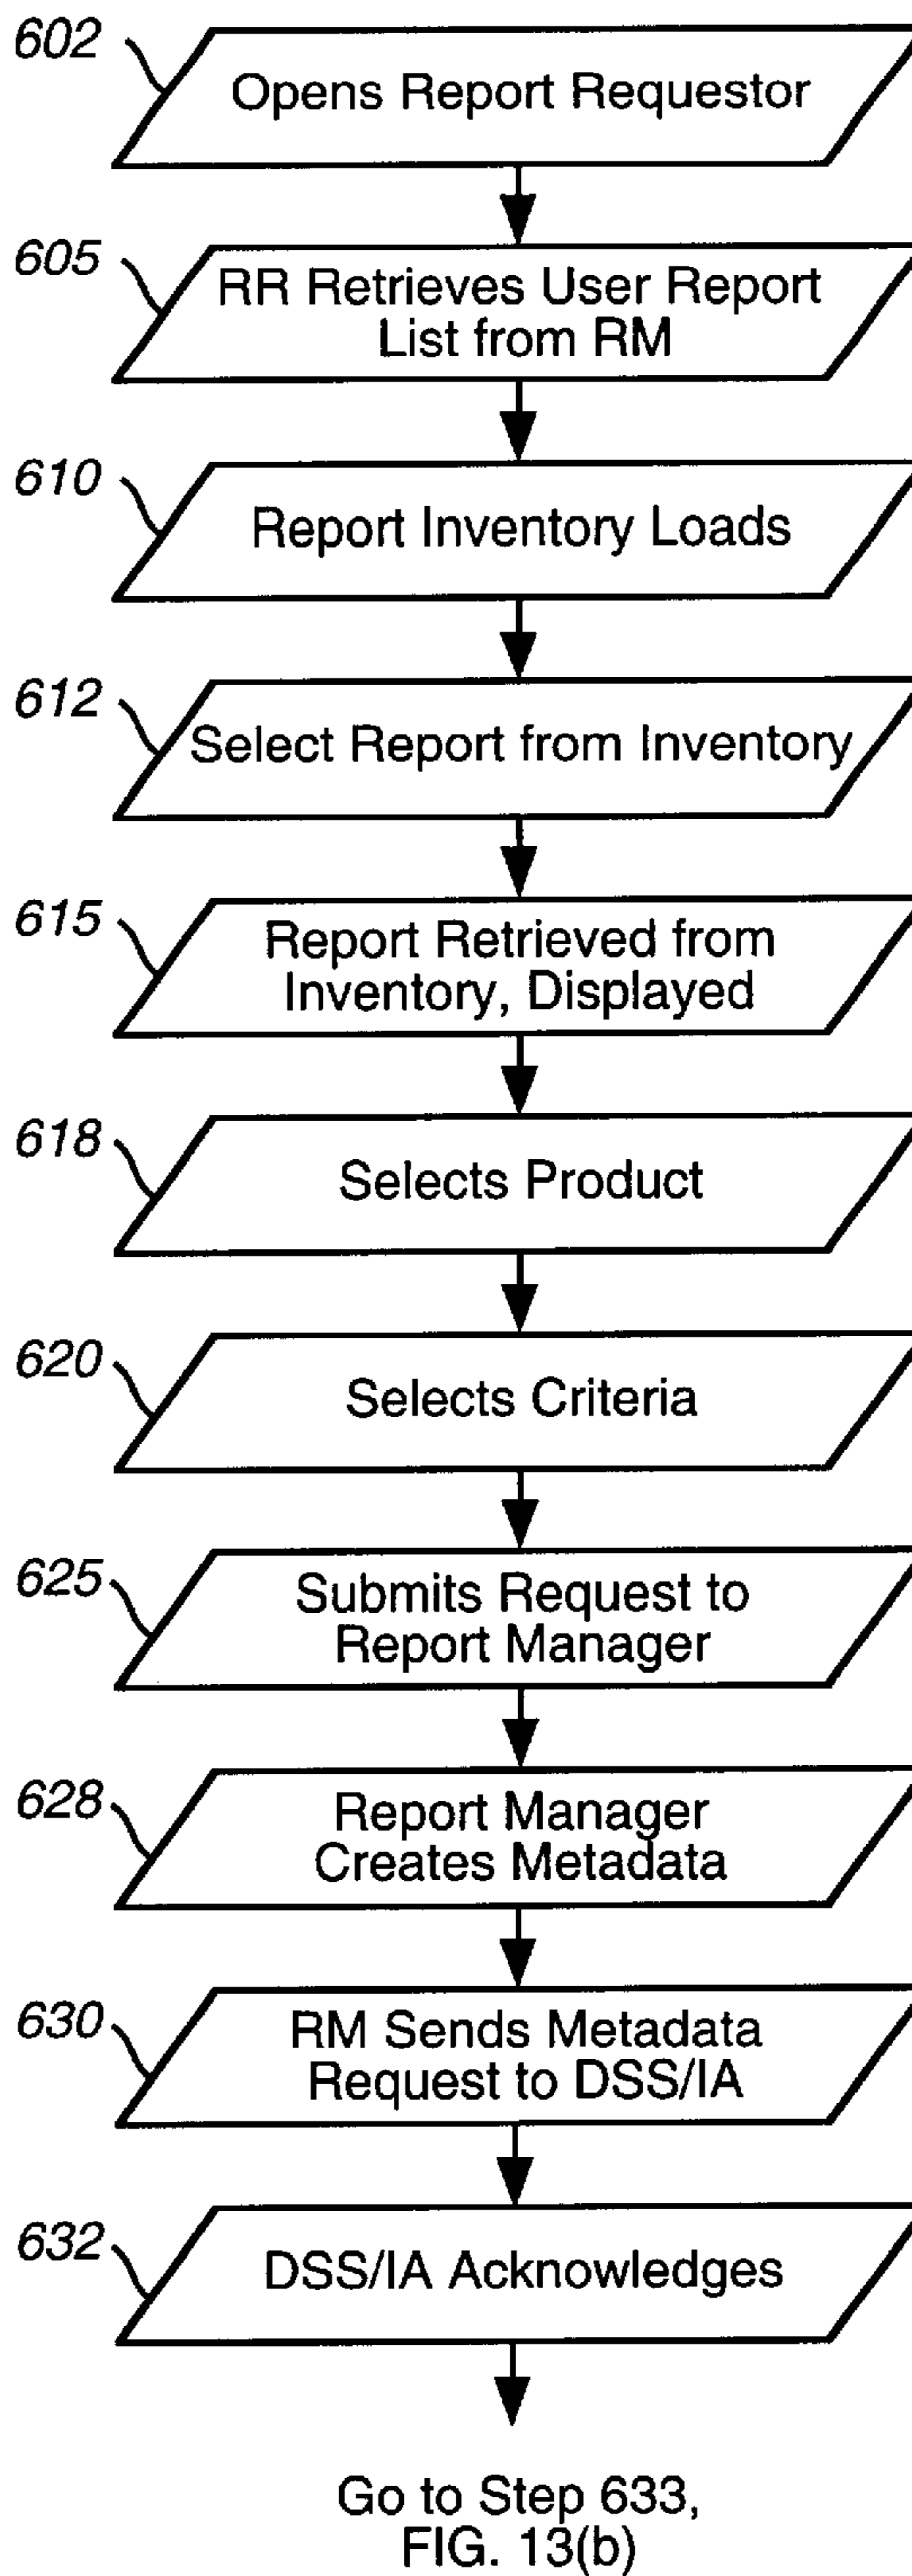 602
Opens Report Requestor
605
RR Retrieves User Report
List from RM
610
Report Inventory Loads
612
Select Report from Inventory
615
Report Retrieved from
Inventory, Displayed
618
Selects Product
620
Selects Criteria
625
Submits Request to
Report Manager
628
Report Manager
Creates Metadata
630
RM Sends Metadata
Request to DSS/IA
632
DSS/IA Acknowledges
Go to Step 633,
FIG. 13(b)